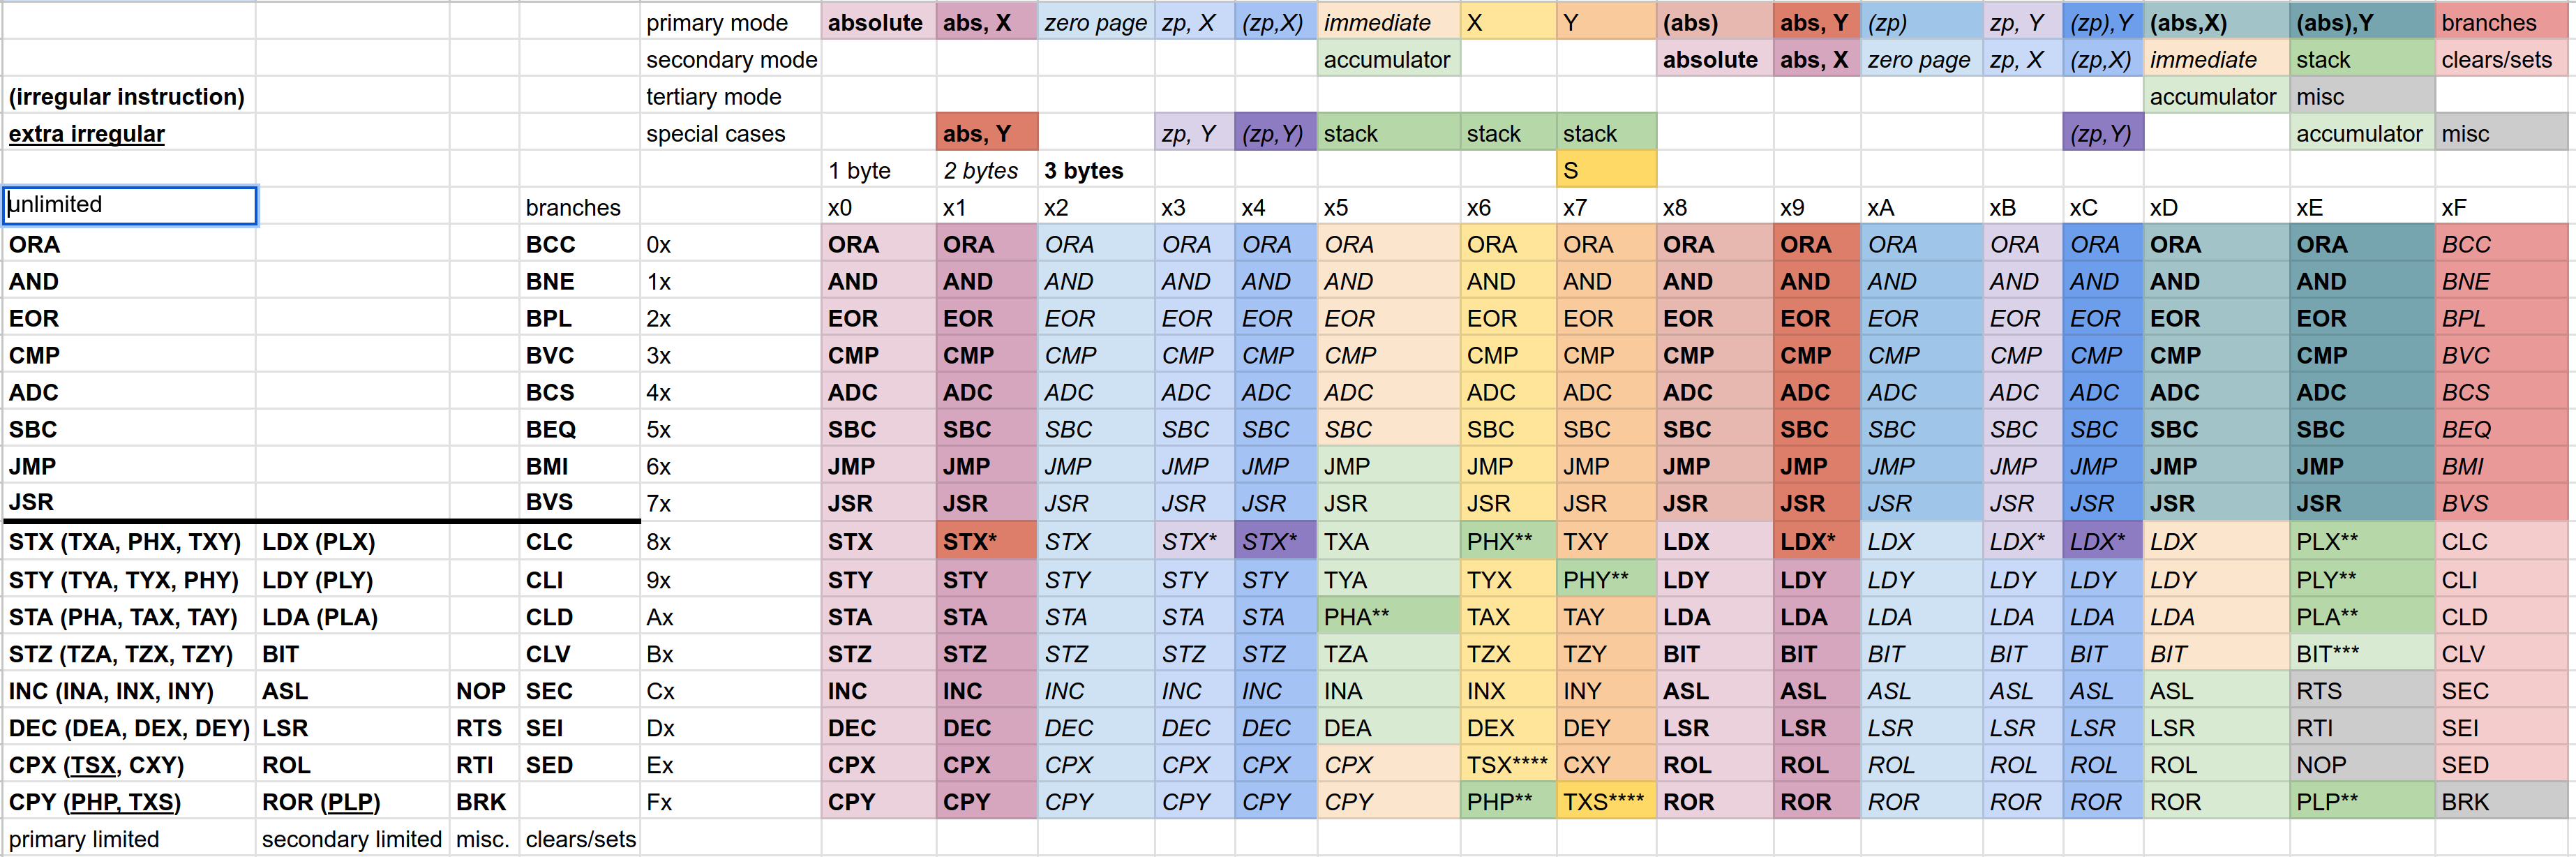 primary mode absolute abs, X zero page zp, X (zp,X) immediate X Y (abs) abs, Y (zp) zp, Y (zp),Y (abs,X) (abs),Y branches
secondary mode accumulator absolute abs, X zero page zp, X (zp,X) immediate stack clears/sets
(irregular instruction) tertiary mode accumulator misc
extra irregular special cases abs, Y zp, Y (zp,Y) stack stack stack (zp,Y) accumulator misc
1 byte 2 bytes 3 bytes S
unlimited branches x0 x1 x2 x3 x4 x5 x6 x7 x8 x9 xA xB xC xD xE xF
ORA BCC 0x ORA ORA ORA ORA ORA ORA ORA ORA ORA ORA ORA ORA ORA ORA ORA BCC
AND BNE 1x AND AND AND AND AND AND AND AND AND AND AND AND AND AND AND BNE
EOR BPL 2x EOR EOR EOR EOR EOR EOR EOR EOR EOR EOR EOR EOR EOR EOR EOR BPL
CMP BVC 3x CMP CMP CMP CMP CMP CMP CMP CMP CMP CMP CMP CMP CMP CMP CMP BVC
ADC BCS 4x ADC ADC ADC ADC ADC ADC ADC ADC ADC ADC ADC ADC ADC ADC ADC BCS
SBC BEQ 5x SBC SBC SBC SBC SBC SBC SBC SBC SBC SBC SBC SBC SBC SBC SBC BEQ
JMP BMI 6x JMP JMP JMP JMP JMP JMP JMP JMP JMP JMP JMP JMP JMP JMP JMP BMI
JSR BVS 7x JSR JSR JSR JSR JSR JSR JSR JSR JSR JSR JSR JSR JSR JSR JSR BVS
STX (TXA, PHX, TXY) LDX (PLX) CLC 8x STX STX* STX STX* STX* TXA PHX** TXY LDX LDX* LDX LDX* LDX* LDX PLX** CLC
STY (TYA, TYX, PHY) LDY (PLY) CLI 9x STY STY STY STY STY TYA TYX PHY** LDY LDY LDY LDY LDY LDY PLY** CLI
STA (PHA, TAX, TAY) LDA (PLA) CLD Ax STA STA STA STA STA PHA** TAX TAY LDA LDA LDA LDA LDA LDA PLA** CLD
STZ (TZA, TZX, TZY) BIT CLV Bx STZ STZ STZ STZ STZ TZA TZX TZY BIT BIT BIT BIT BIT BIT BIT*** CLV
INC (INA, INX, INY) ASL NOP SEC Cx INC INC INC INC INC INA INX INY ASL ASL ASL ASL ASL ASL RTS SEC
DEC (DEA, DEX, DEY) LSR RTS SEI Dx DEC DEC DEC DEC DEC DEA DEX DEY LSR LSR LSR LSR LSR LSR RTI SEI
CPX (TSX, CXY) ROL RTI SED Ex CPX CPX CPX CPX CPX CPX TSX**** CXY ROL ROL ROL ROL ROL ROL NOP SED
CPY (PHP, TXS) ROR (PLP) BRK Fx CPY CPY CPY CPY CPY CPY PHP** TXS**** ROR ROR ROR ROR ROR ROR PLP** BRK
primary limited secondary limited misc. clears/sets